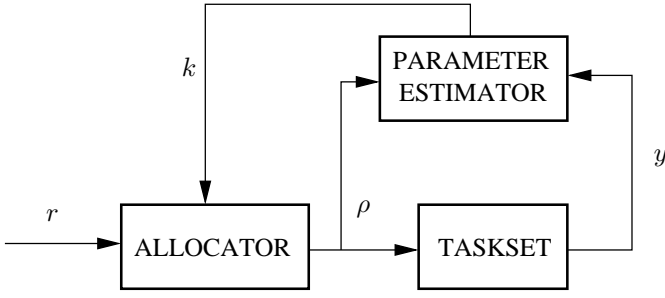 k
PARAMETER
ESTIMATOR
y
r
ρ
ALLOCATOR
TASKSET